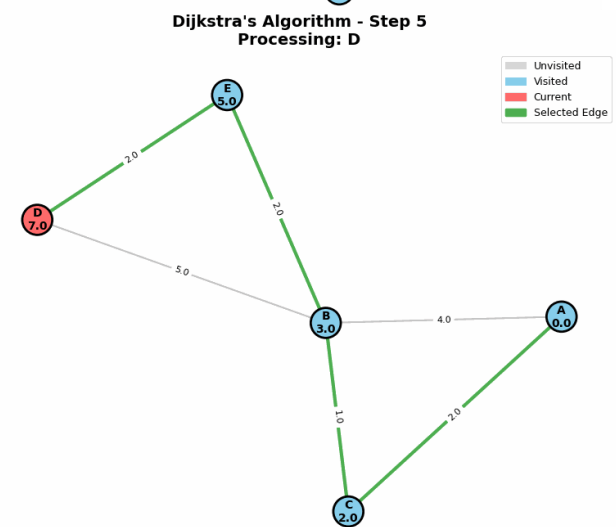 Dijkstra's Algorithm - Step 5
Processing: D
Unvisited
Visited
Current
Selected Edge
E
5.0
2.0
D
7.0
2.0
5.0
B
3.0
4.0
A
0.0
1.0
2.0
C
2.0